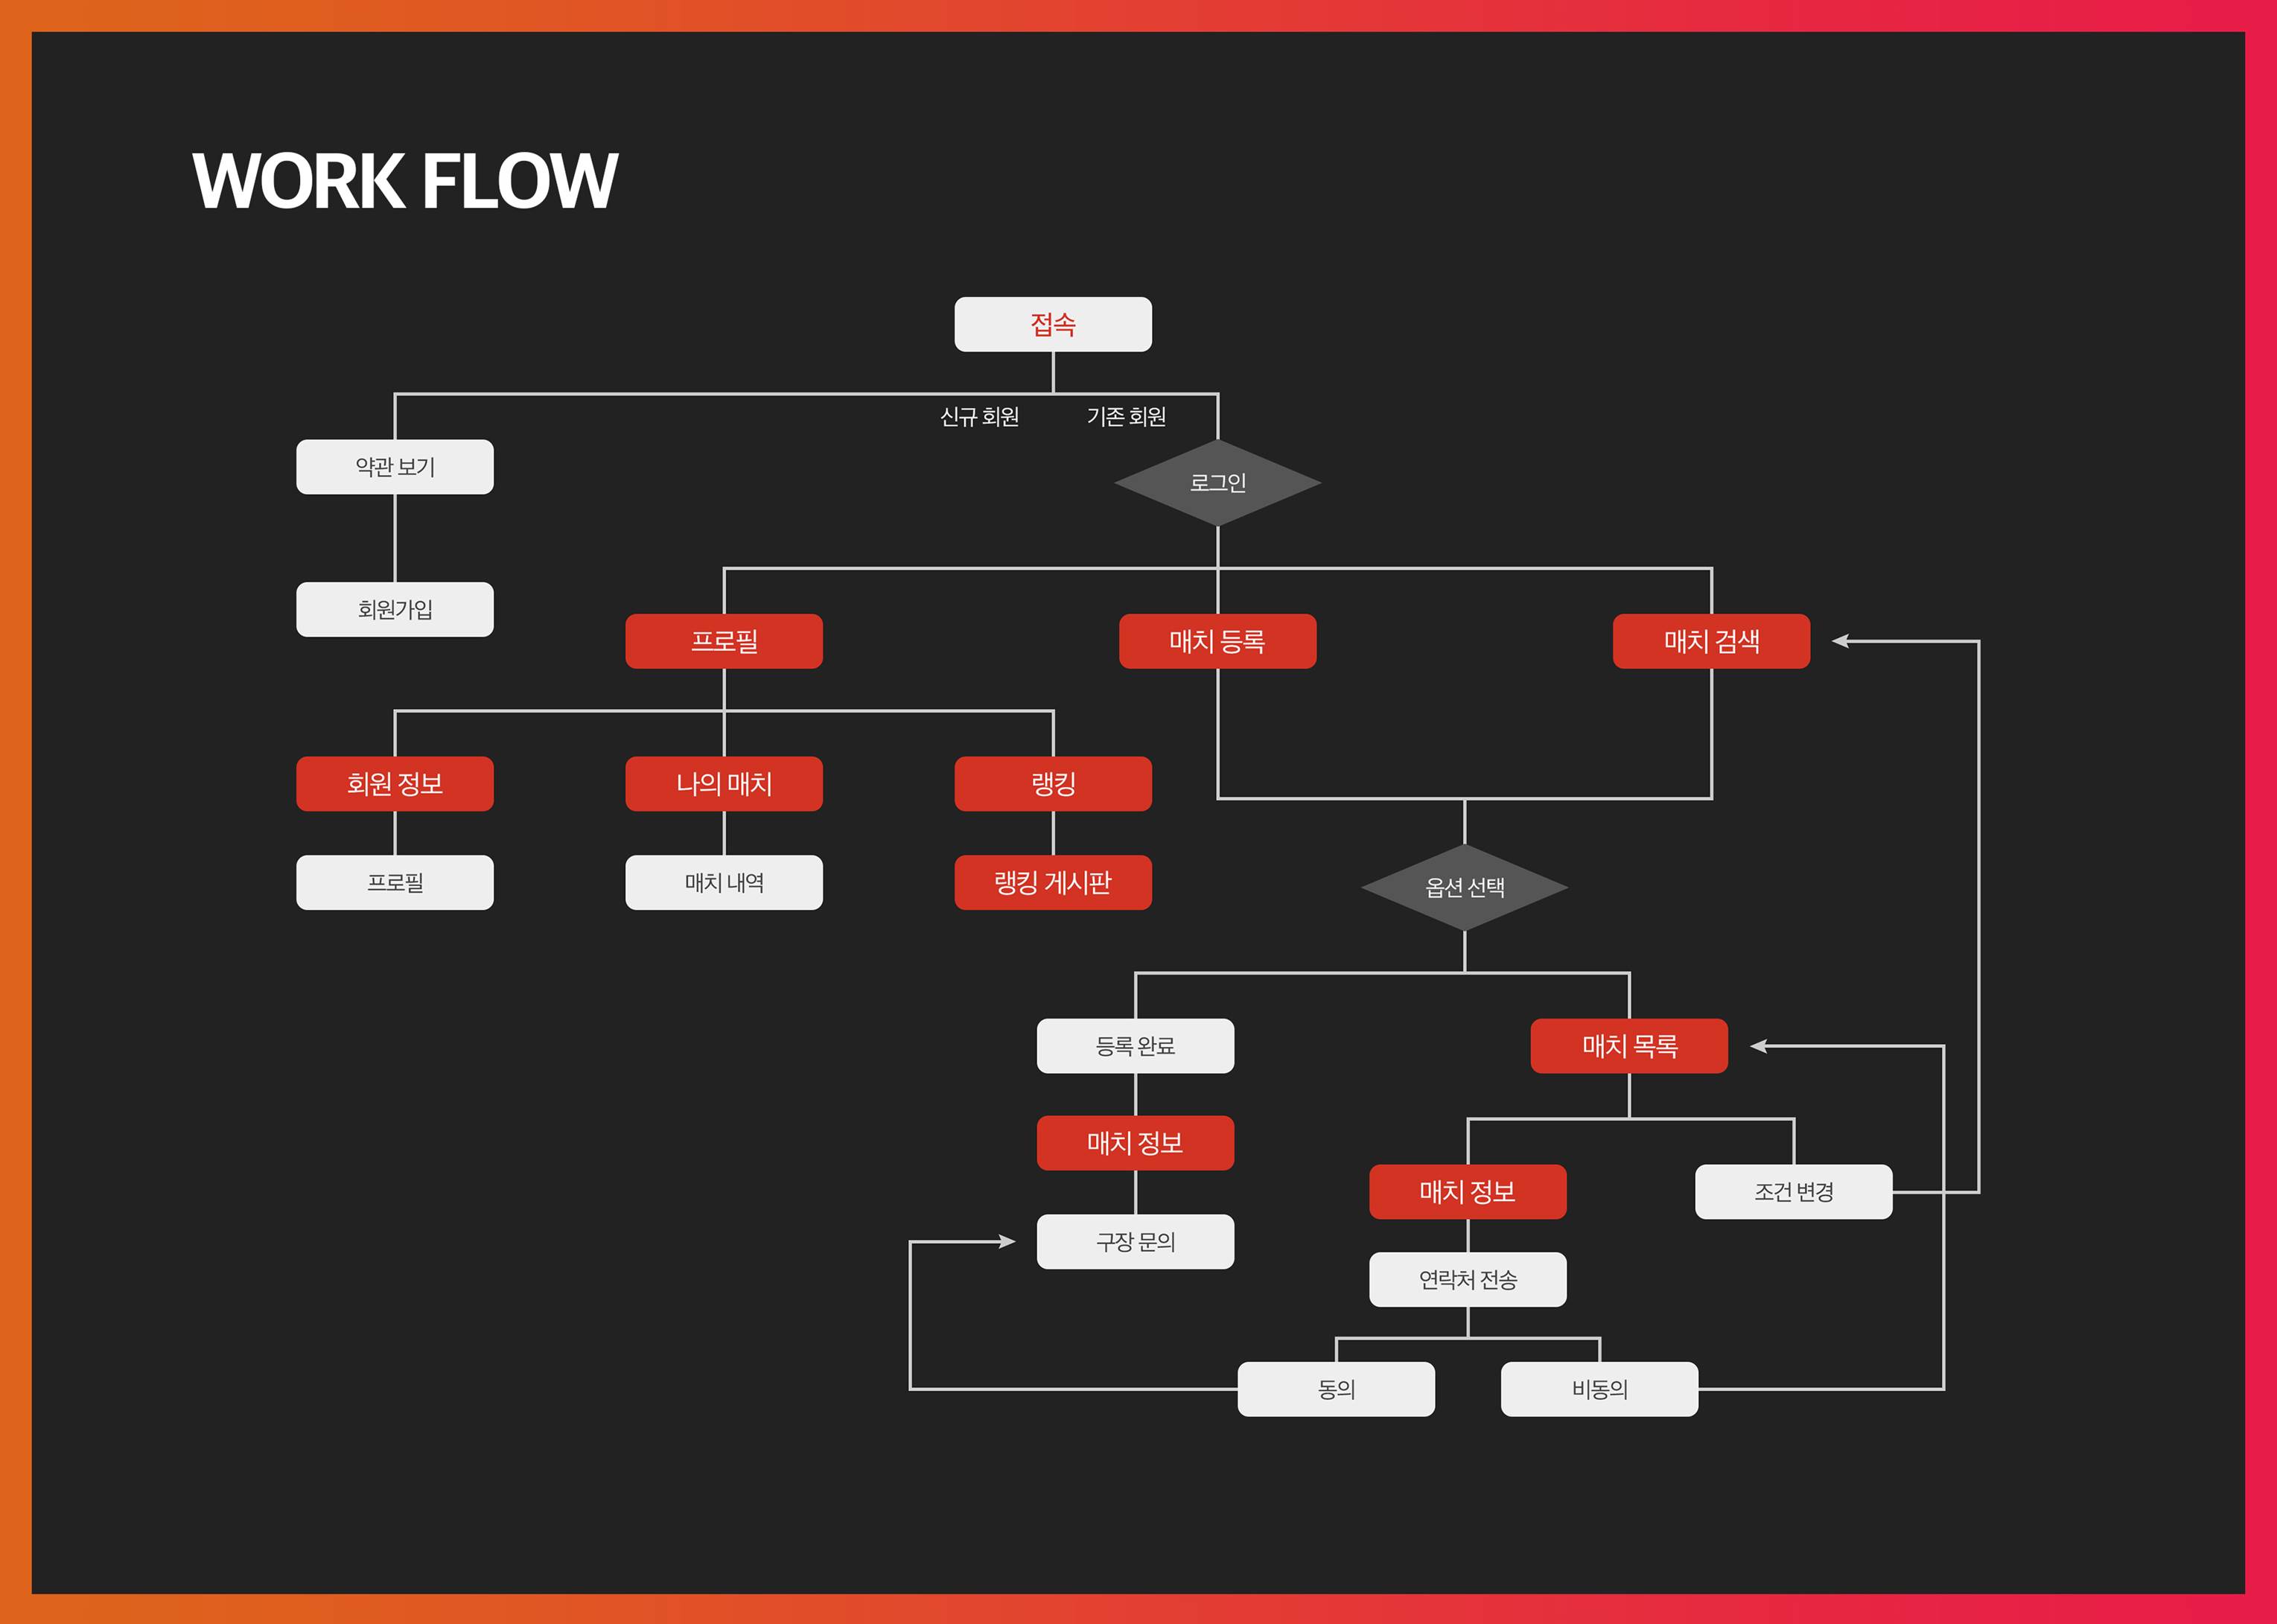 WORK FLOW
접속
신규 회원
기존 회원
약관 보기
로그인
회원가입
프로필
매치 등록
매치 검색
회원 정보
나의 매치
랭킹
프로필
매치 내역
랭킹 게시판
옵션 선택
등록 완료
매치 목록
매치 정보
매치 정보
조건 변경
구장 문의
연락처 전송
동의
비동의